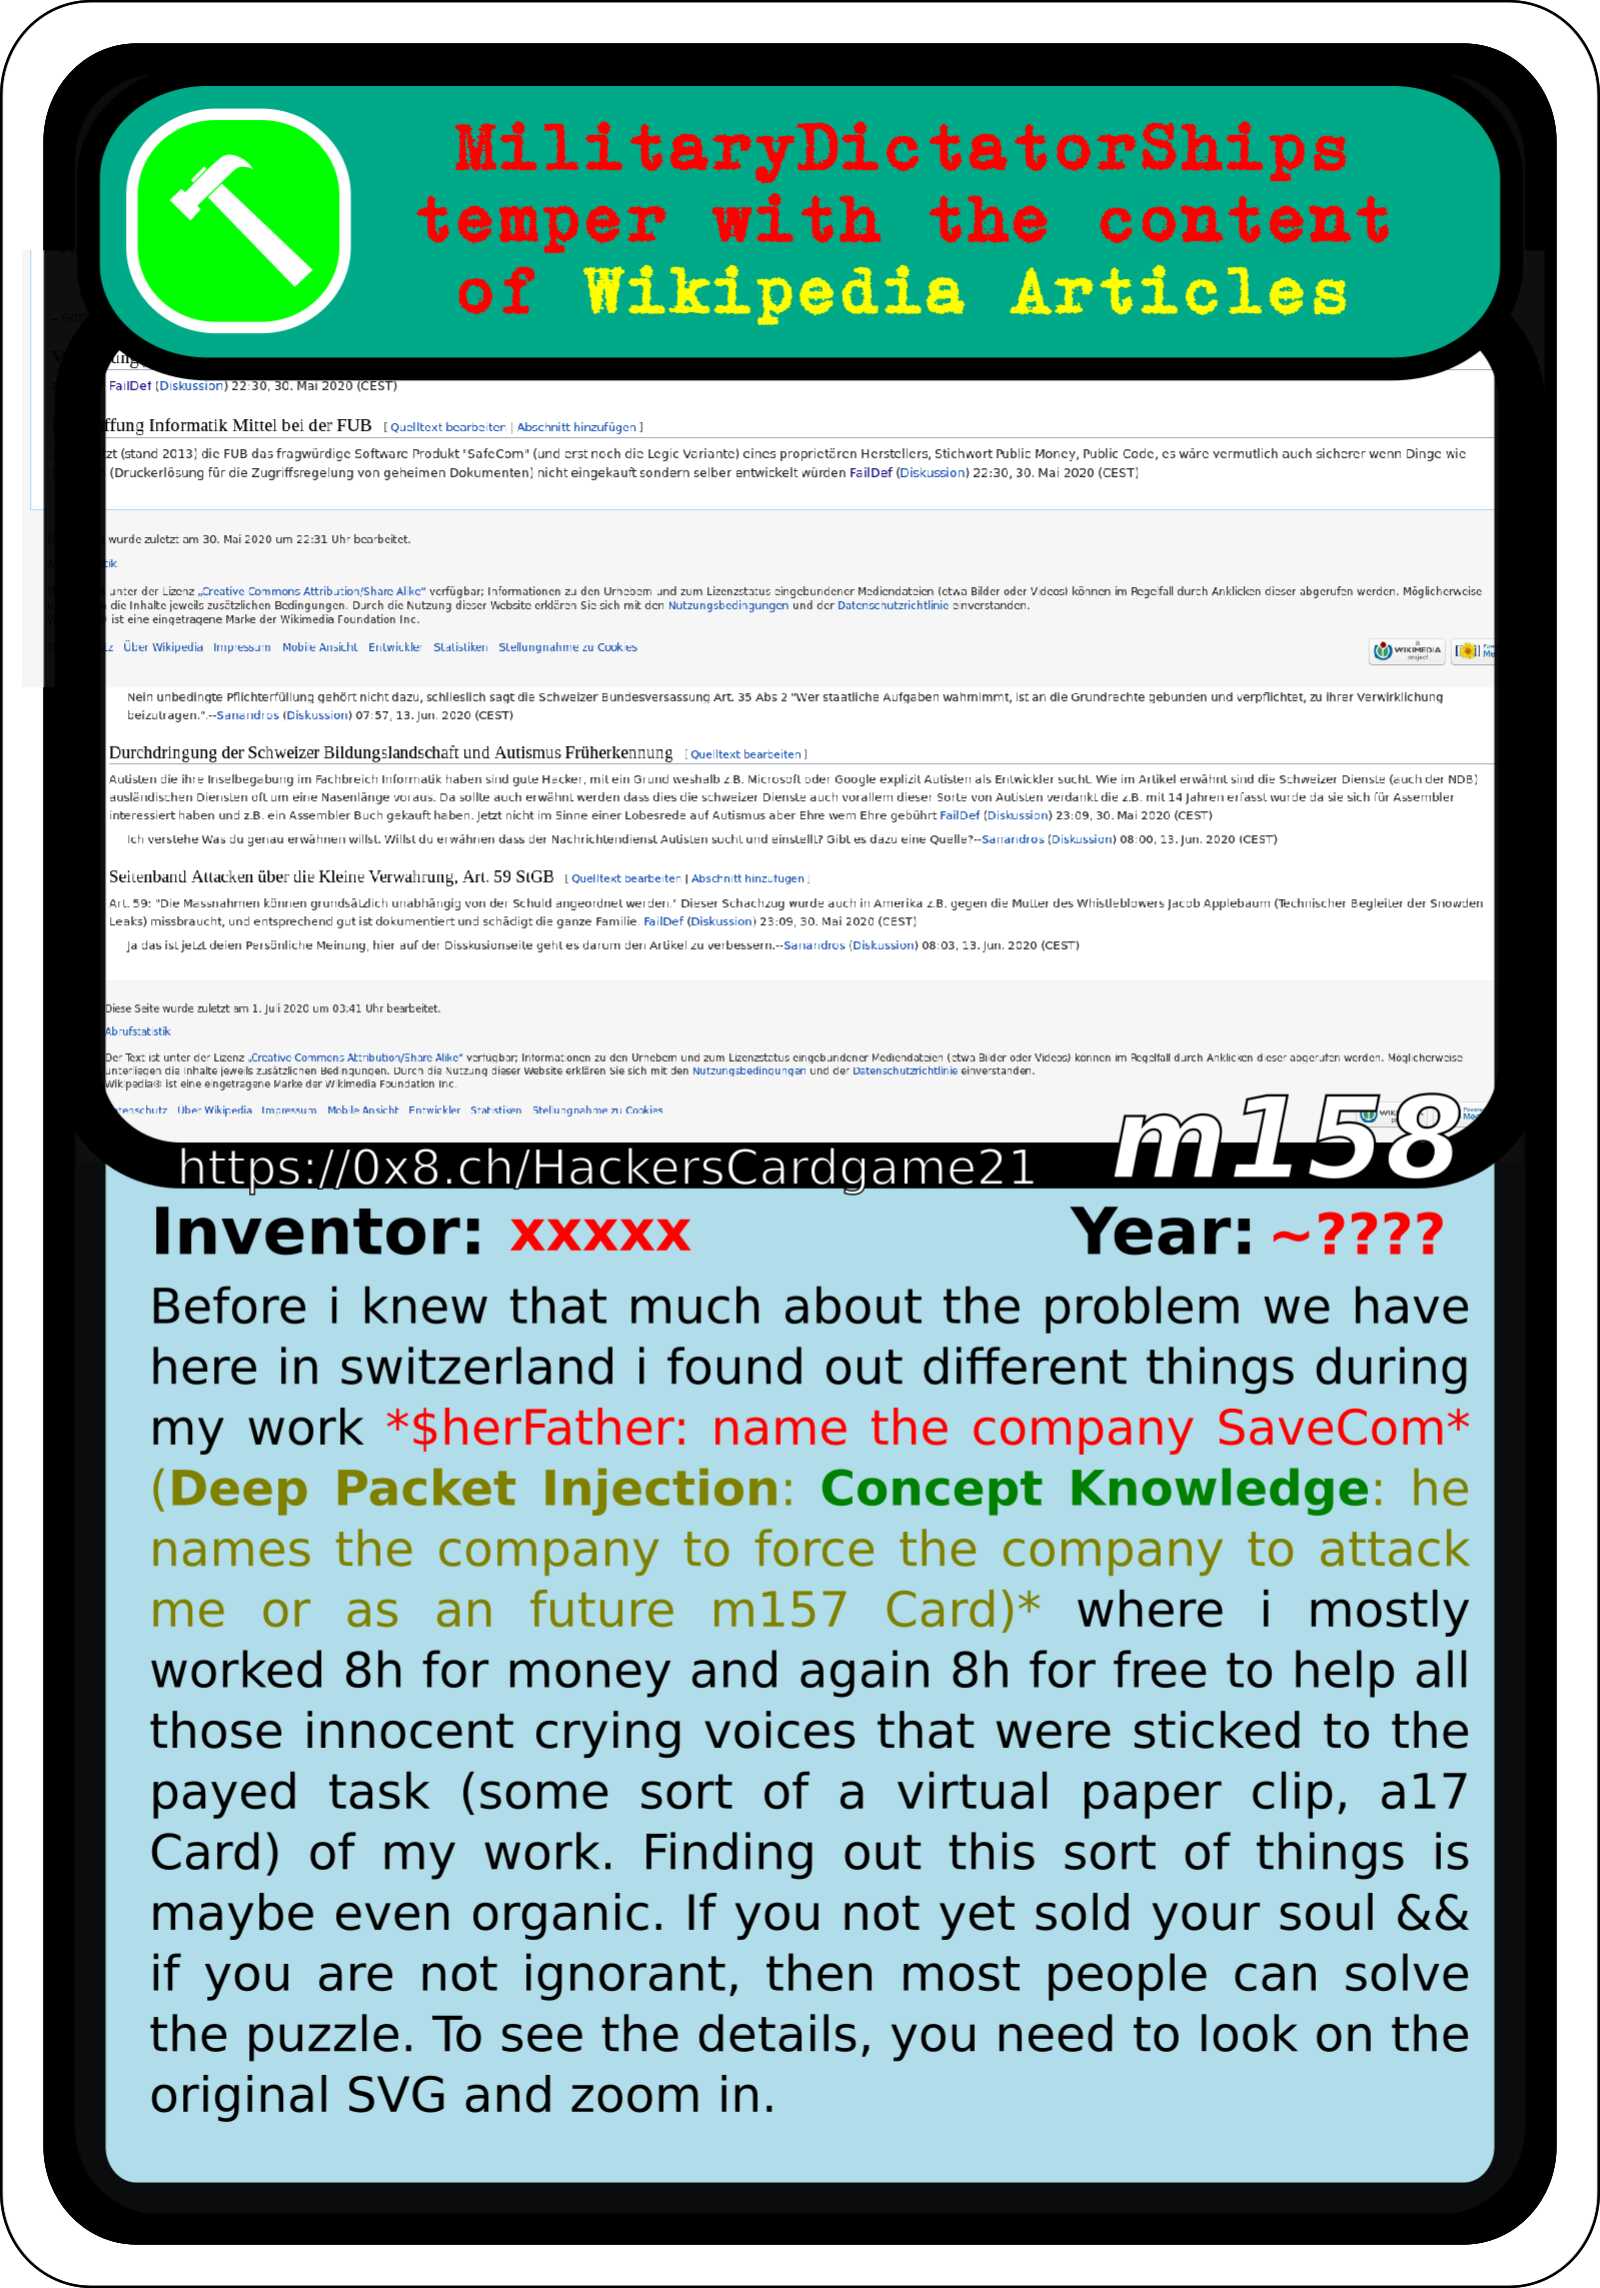 MilitaryDictatorShips
temper with the content
of Wikipedia Articles
FailDef (Diskussion) 22:30, 30. Mai 2020 (CEST)
ffung Informatik Mittel bei der FUB [ Quelltext bearbeiten | Abschnitt hinzufügen ]
zt (stand 2013) die FUB das fragwürdige Software Produkt "SafeCom" (und erst noch die Legic Variante) eines proprietären Herstellers, Stichwort Public Money, Public Code, es wäre vermutlich auch sicherer wenn Dinge wie
(Druckerlösung für die Zugriffsregelung von geheimen Dokumenten) nicht eingekauft sondern selber entwickelt würden FailDef (Diskussion) 22:30, 30. Mai 2020 (CEST)
wurde zuletzt am 30. Mai 2020 um 22:31 Uhr bearbeitet.
tik
unter der Lizenz „Creative Commons Attribution/Share Alike“ verfügbar; Informationen zu den Urhebern und zum Lizenzstatus eingebundener Mediendateien (etwa Bilder oder Videos) können im Regelfall durch Anklicken dieser abgerufen werden. Möglicherweise
die Inhalte jeweils zusätzlichen Bedingungen. Durch die Nutzung dieser Website erklären Sie sich mit den Nutzungsbedingungen und der Datenschutzrichtlinie einverstanden.
ist eine eingetragene Marke der Wikimedia Foundation Inc.
tz Über Wikipedia Impressum Mobile Ansicht Entwickler Statistiken Stellungnahme zu Cookies
a WIKIMEDIA project
Nein unbedingte Pflichterfüllung gehört nicht dazu, schlieslich sagt die Schweizer Bundesversassung Art. 35 Abs 2 "Wer staatliche Aufgaben wahrnimmt, ist an die Grundrechte gebunden und verpflichtet, zu ihrer Verwirklichung
beizutragen.".--Sanandros (Diskussion) 07:57, 13. Jun. 2020 (CEST)
Durchdringung der Schweizer Bildungslandschaft und Autismus Früherkennung [ Quelltext bearbeiten ]
Autisten die ihre Inselbegabung im Fachbreich Informatik haben sind gute Hacker, mit ein Grund weshalb z.B. Microsoft oder Google explizit Autisten als Entwickler sucht. Wie im Artikel erwähnt sind die Schweizer Dienste (auch der NDB)
ausländischen Diensten oft um eine Nasenlänge voraus. Da sollte auch erwähnt werden dass dies die schweizer Dienste auch vorallem dieser Sorte von Autisten verdankt die z.B. mit 14 Jahren erfasst wurde da sie sich für Assembler
interessiert haben und z.B. ein Assembler Buch gekauft haben. Jetzt nicht im Sinne einer Lobesrede auf Autismus aber Ehre wem Ehre gebührt FailDef (Diskussion) 23:09, 30. Mai 2020 (CEST)
Ich verstehe Was du genau erwähnen willst. Willst du erwähnen dass der Nachrichtendienst Autisten sucht und einstellt? Gibt es dazu eine Quelle?--Sanandros (Diskussion) 08:00, 13. Jun. 2020 (CEST)
Seitenband Attacken über die Kleine Verwahrung, Art. 59 StGB [ Quelltext bearbeiten | Abschnitt hinzufügen ]
Art. 59: "Die Massnahmen können grundsätzlich unabhängig von der Schuld angeordnet werden." Dieser Schachzug wurde auch in Amerika z.B. gegen die Mutter des Whistleblowers Jacob Applebaum (Technischer Begleiter der Snowden
Leaks) missbraucht, und entsprechend gut ist dokumentiert und schädigt die ganze Familie. FailDef (Diskussion) 23:09, 30. Mai 2020 (CEST)
Ja das ist jetzt deien Persönliche Meinung, hier auf der Disskusionseite geht es darum den Artikel zu verbessern.--Sanandros (Diskussion) 08:03, 13. Jun. 2020 (CEST)
Diese Seite wurde zuletzt am 1. Juli 2020 um 03:41 Uhr bearbeitet.
Abrufstatistik
Der Text ist unter der Lizenz „Creative Commons Attribution/Share Alike“ verfügbar; Informationen zu den Urhebern und zum Lizenzstatus eingebundener Mediendateien (etwa Bilder oder Videos) können im Regelfall durch Anklicken dieser abgerufen werden. Möglicherweise
unterliegen die Inhalte jeweils zusätzlichen Bedingungen. Durch die Nutzung dieser Website erklären Sie sich mit den Nutzungsbedingungen und der Datenschutzrichtlinie einverstanden.
Wikipedia® ist eine eingetragene Marke der Wikimedia Foundation Inc.
tenschutz Über Wikipedia Impressum Mobile Ansicht Entwickler Statistiken Stellungnahme zu Cookies
https://0x8.ch/HackersCardgame21 m158
Inventor: xxxxx Year: ~????
Before i knew that much about the problem we have
here in switzerland i found out different things during
my work *$herFather: name the company SaveCom*
(Deep Packet Injection: Concept Knowledge: he
names the company to force the company to attack
me or as an future m157 Card)* where i mostly
worked 8h for money and again 8h for free to help all
those innocent crying voices that were sticked to the
payed task (some sort of a virtual paper clip, a17
Card) of my work. Finding out this sort of things is
maybe even organic. If you not yet sold your soul &&
if you are not ignorant, then most people can solve
the puzzle. To see the details, you need to look on the
original SVG and zoom in.